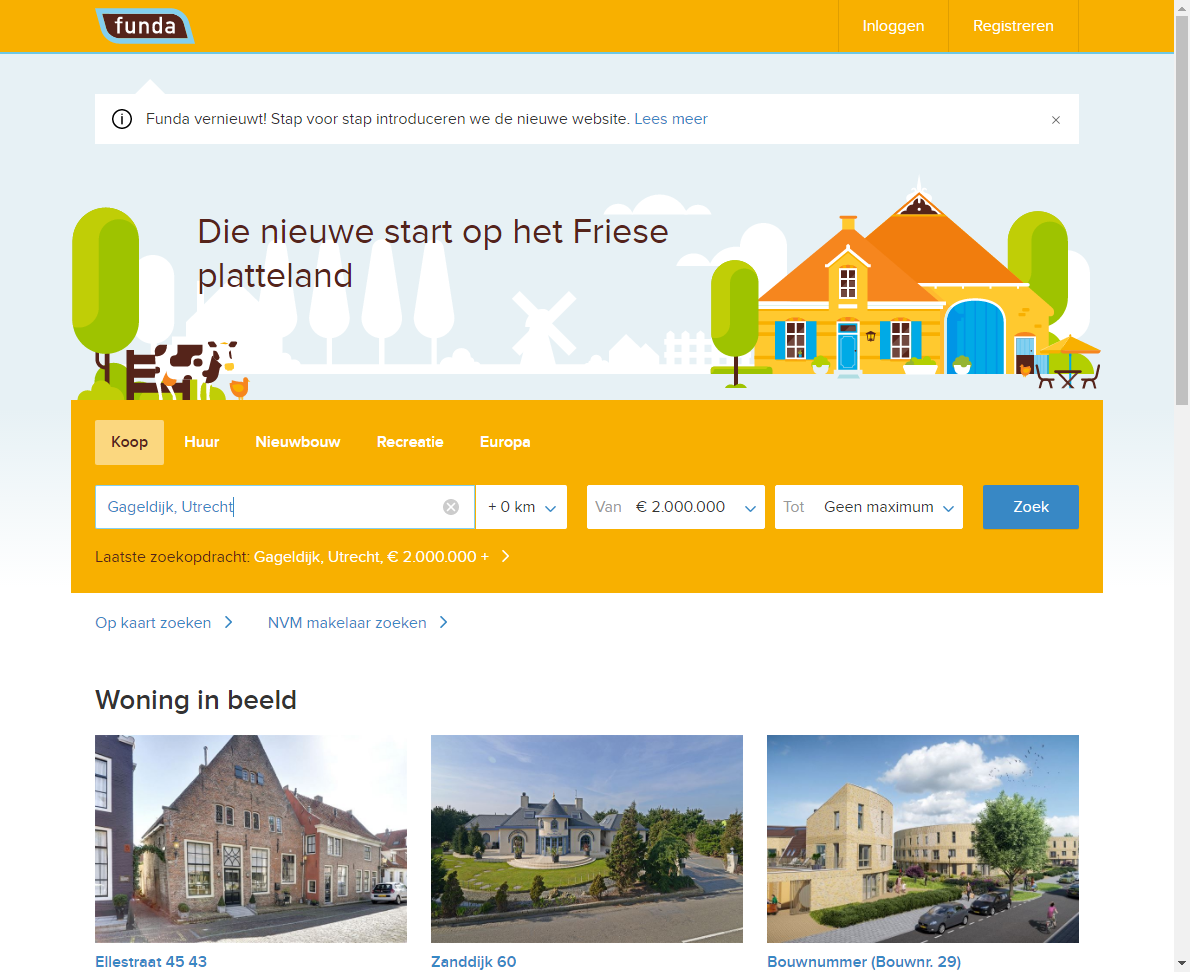 funda
Inloggen
Registreren
Funda vernieuwt! Stap voor stap introduceren we de nieuwe website. Lees meer
Die nieuwe start op het Friese
platteland
Koop
Huur
Nieuwbouw
Recreatie
Europa
Gageldijk, Utrecht
+ 0 km
Van € 2.000.000
Tot Geen maximum
Zoek
Laatste zoekopdracht: Gageldijk, Utrecht, € 2.000.000 +
Op kaart zoeken
NVM makelaar zoeken
Woning in beeld
Ellestraat 45 43
Zanddijk 60
Bouwnummer (Bouwnr. 29)